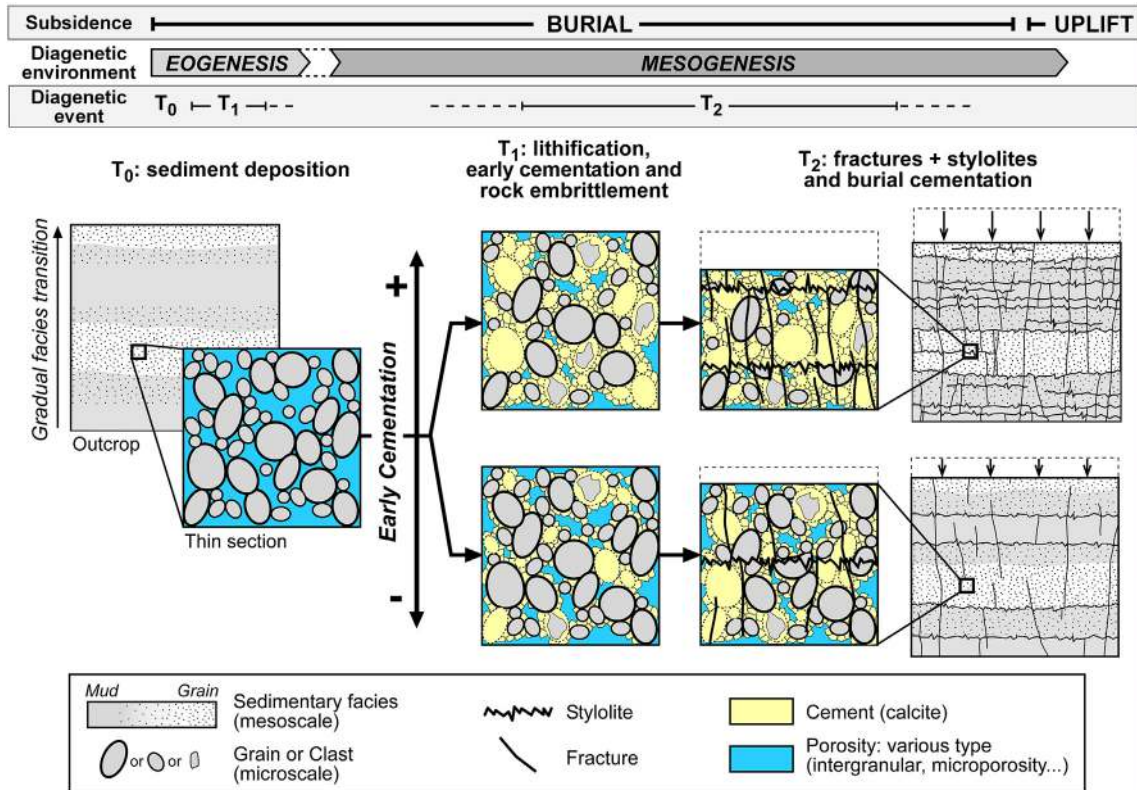 Subsidence
BURIAL
UPLIFT
Diagenetic
environment
EOGENESIS
MESOGENESIS
Diagenetic
event
T0
T1
T2
T0: sediment deposition
T1: lithification,
early cementation and
rock embrittlement
T2: fractures + stylolites
and burial cementation
Gradual facies transition
Outcrop
Thin section
+
Early Cementation
-
Mud
Grain
Sedimentary facies
(mesoscale)
or
or
Grain or Clast
(microscale)
Stylolite
Fracture
Cement (calcite)
Porosity: various type
(intergranular, microporosity...)